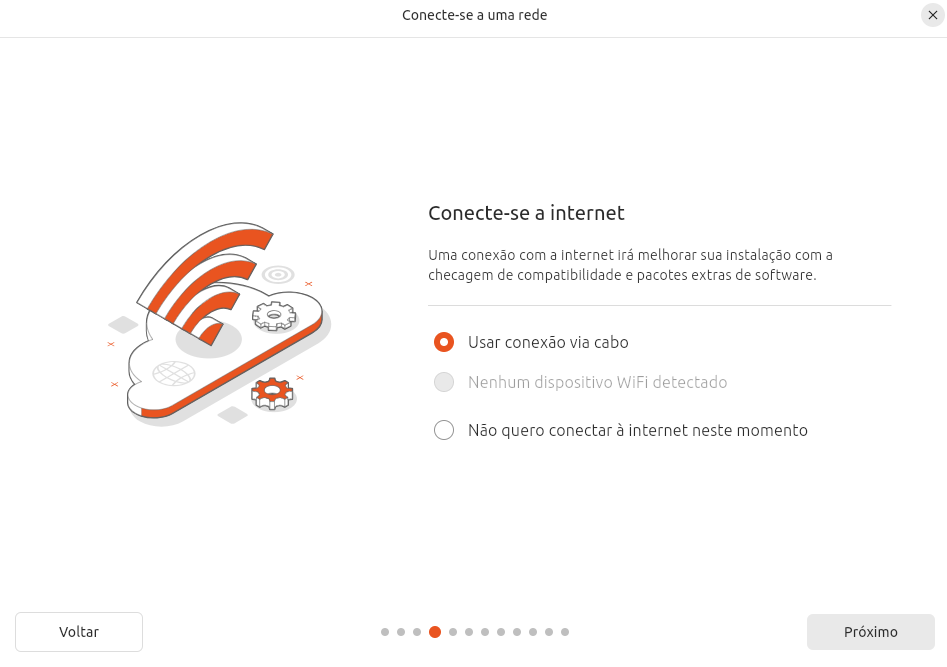 Conecte-se a uma rede
Conecte-se a internet
Uma conexão com a internet irá melhorar sua instalação com a
checagem de compatibilidade e pacotes extras de software.
Usar conexão via cabo
Nenhum dispositivo WiFi detectado
Não quero conectar à internet neste momento
Voltar
Próximo